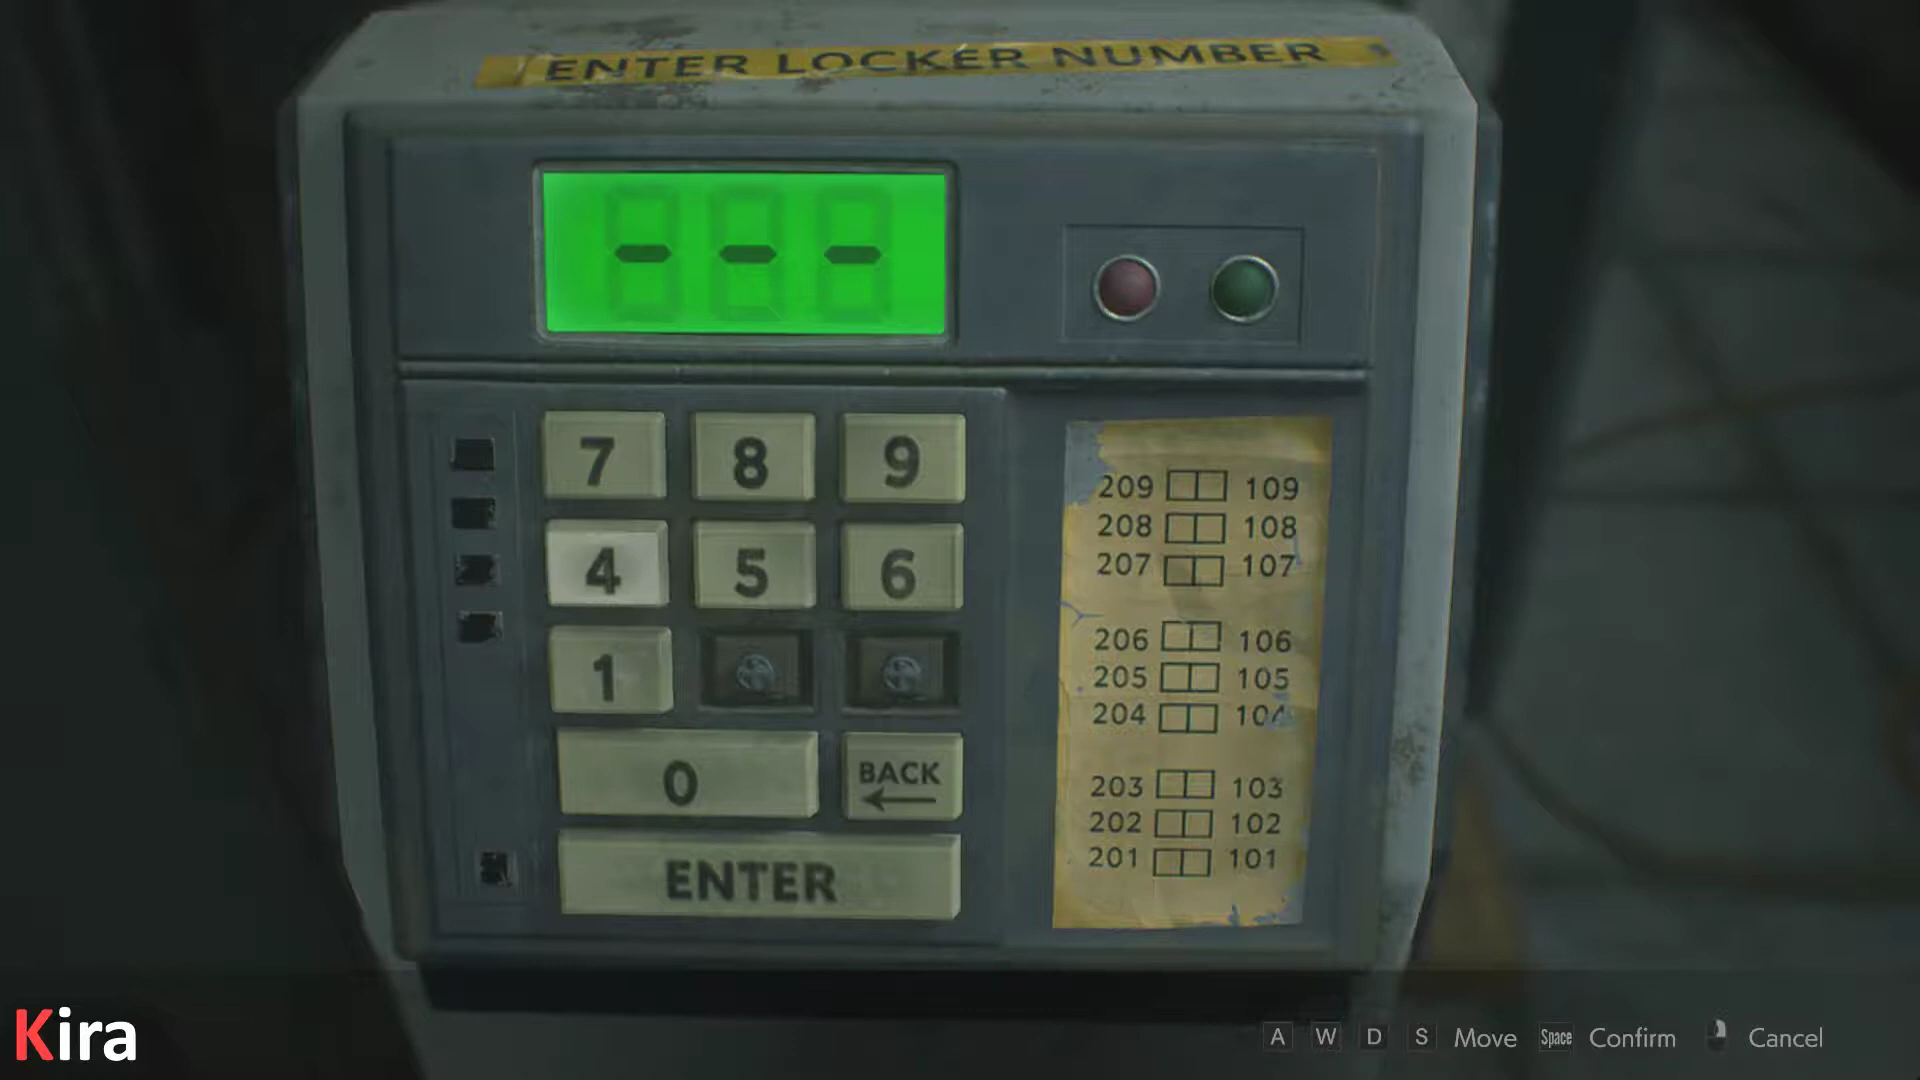 ENTER LOCKER NUMBER
- - -
7 8 9
4 5 6
1
0 BACK
ENTER
209 109
208 108
207 107
206 106
205 105
204 104
203 103
202 102
201 101
Kira
A W D S Move Space Confirm Cancel